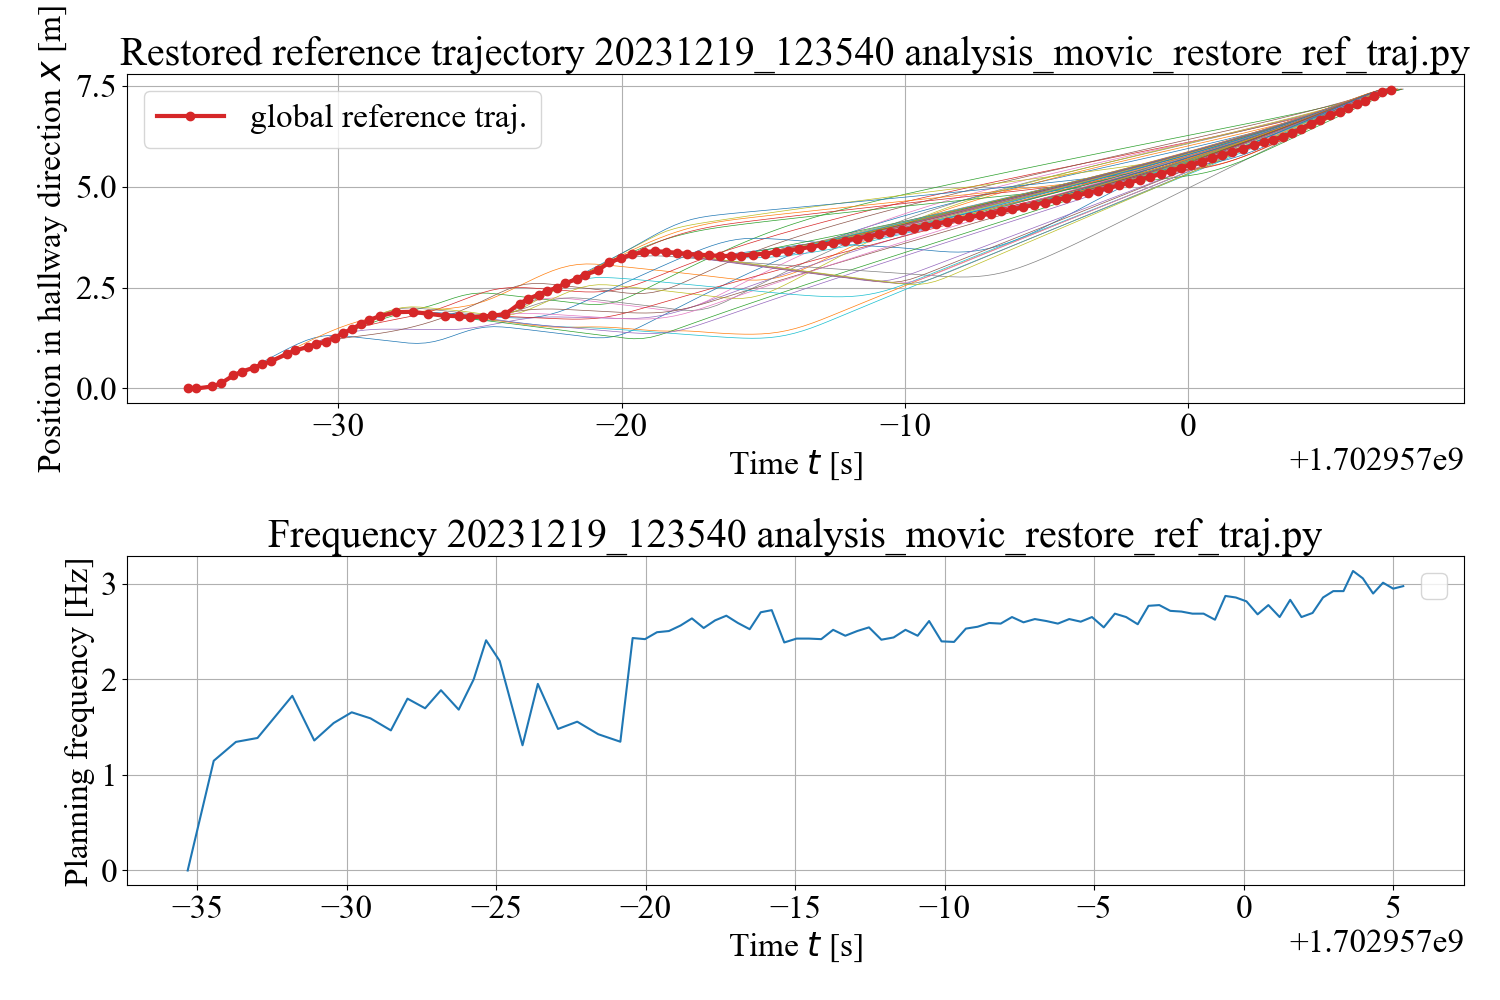 Restored reference trajectory 20231219_123540 analysis_movic_restore_ref_traj.py
Position in hallway direction x [m]
7.5
5.0
2.5
0.0
global reference traj.
−30 −20 −10 0
+1.702957e9
Time t [s]
Frequency 20231219_123540 analysis_movic_restore_ref_traj.py
Planning frequency [Hz]
3
2
1
0
−35 −30 −25 −20 −15 −10 −5 0 5
+1.702957e9
Time t [s]